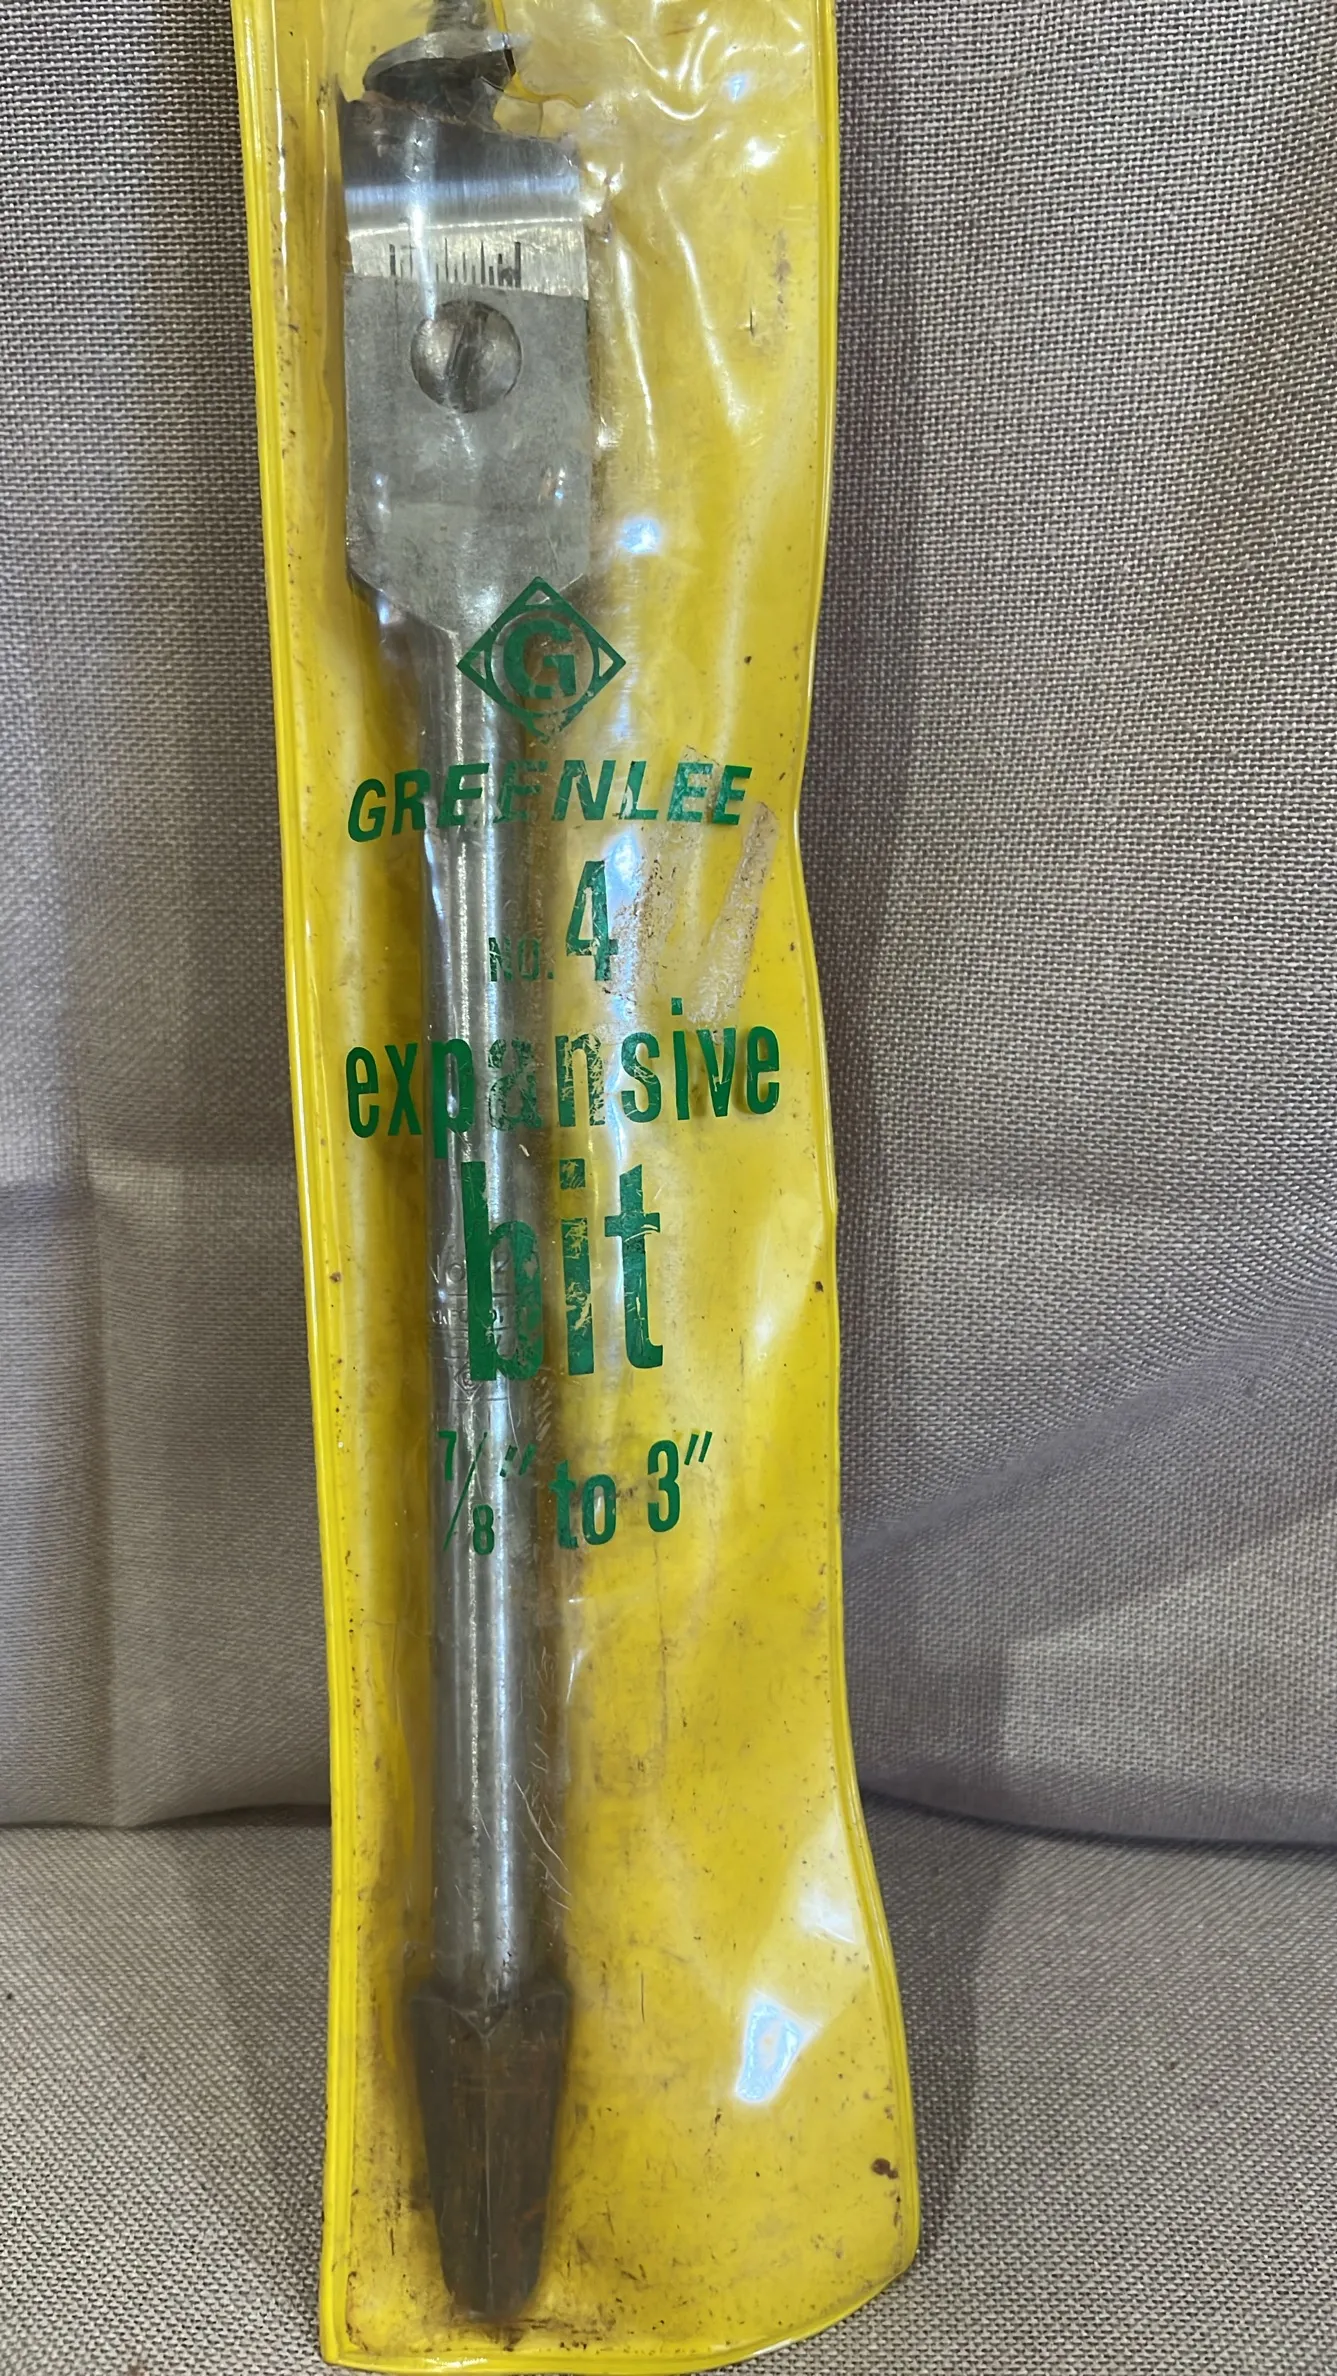 G
GREENLEE
NO. 4
expansive
bit
7/8" to 3"